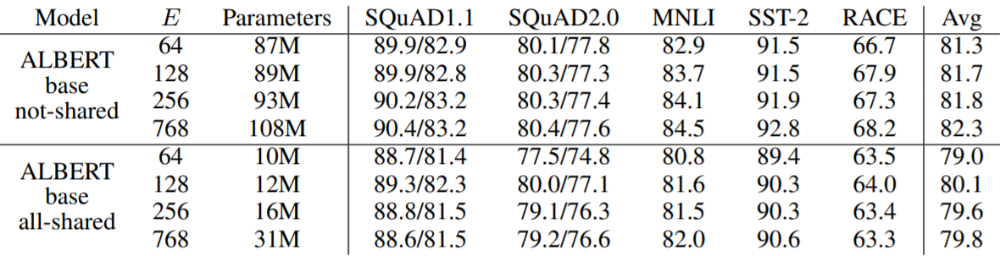 Model E Parameters SQuAD1.1 SQuAD2.0 MNLI SST-2 RACE Avg
ALBERT base not-shared
64 87M 89.9/82.9 80.1/77.8 82.9 91.5 66.7 81.3
128 89M 89.9/82.8 80.3/77.3 83.7 91.5 67.9 81.7
256 93M 90.2/83.2 80.3/77.4 84.1 91.9 67.3 81.8
768 108M 90.4/83.2 80.4/77.6 84.5 92.8 68.2 82.3
ALBERT base all-shared
64 10M 88.7/81.4 77.5/74.8 80.8 89.4 63.5 79.0
128 12M 89.3/82.3 80.0/77.1 81.6 90.3 64.0 80.1
256 16M 88.8/81.5 79.1/76.3 81.5 90.3 63.4 79.6
768 31M 88.6/81.5 79.2/76.6 82.0 90.6 63.3 79.8